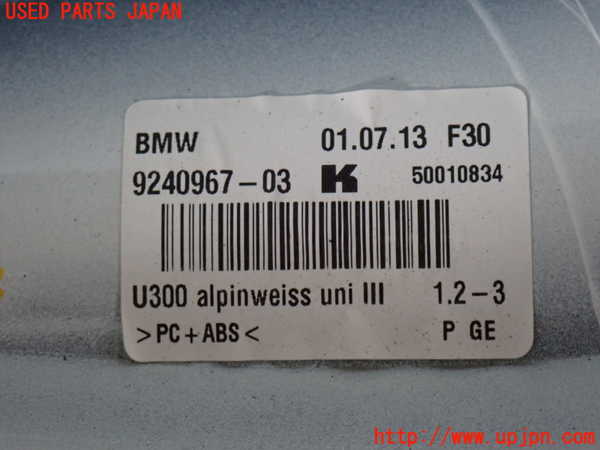 USED PARTS JAPAN
BMW 01.07.13 F30
9240967-03 K 50010834
U300 alpinweiss uni III 1.2-3
>PC+ABS< P GE
http://www.upjpn.com/